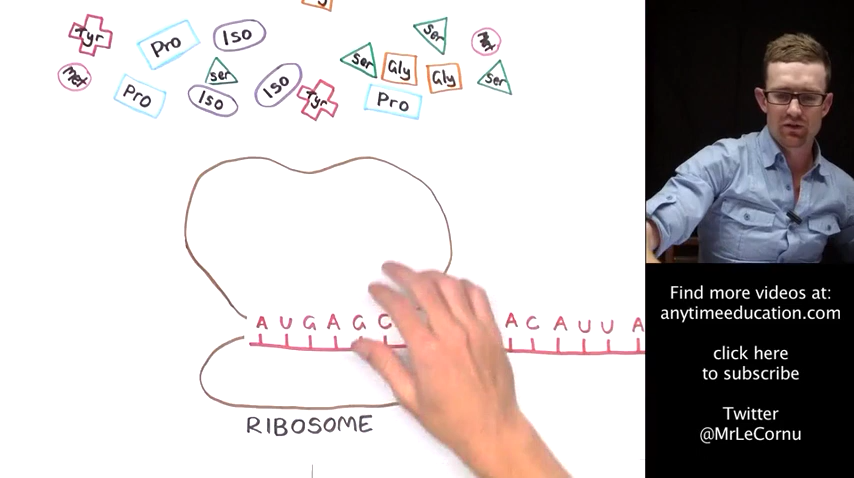 Tyr
Pro
Iso
Ser
Met
Met
Pro
Ser
Iso
Iso
Tyr
Ser
Gly
Gly
Ser
Pro
A U G A G C
A C A U U A
RIBOSOME
Find more videos at:
anytimeeducation.com
click here
to subscribe
Twitter
@MrLeCornu